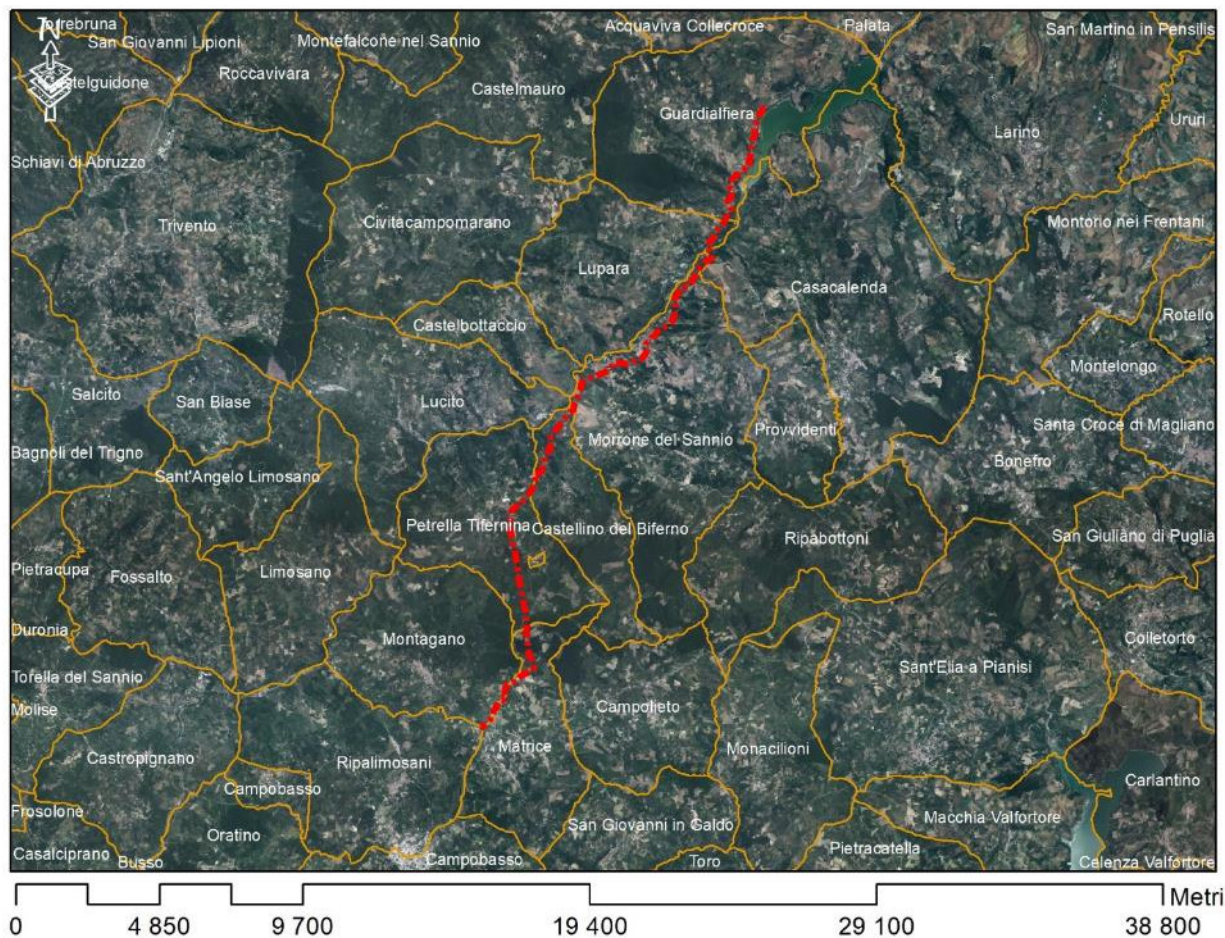 Torrebruna
N
San Giovanni Lipioni
Montefalcone nel Sannio
Acquaviva Collecroce
Palata
San Martino in Pensilis
Roccavivara
Castelguidone
Castelmauro
Guardialfiera
Larino
Ururi
Schiavi di Abruzzo
Trivento
Civitacampomarano
Montorio nei Frentani
Lupara
Casacalenda
Rotello
Castelbottaccio
Montelongo
Salcito
San Biase
Lucito
Santa Croce di Magliano
Provvidenti
Morrone del Sannio
Bagnoli del Trigno
Bonefro
Sant'Angelo Limosano
Petrella Tifernina
Castellino del Biferno
Ripabottoni
San Giuliano di Puglia
Pietracupa
Fossalto
Limosano
Duronia
Montagano
Colletorto
Sant'Elia a Pianisi
Torella del Sannio
Molise
Campolieto
Matrice
Monacilioni
Castropignano
Ripalimosani
Carlantino
Campobasso
Frosolone
Macchia Valfortore
San Giovanni in Galdo
Oratino
Pietracatella
Casalciprano
Busso
Campobasso
Toro
Celenza Valfortore
Metri
0
4 850
9 700
19 400
29 100
38 800